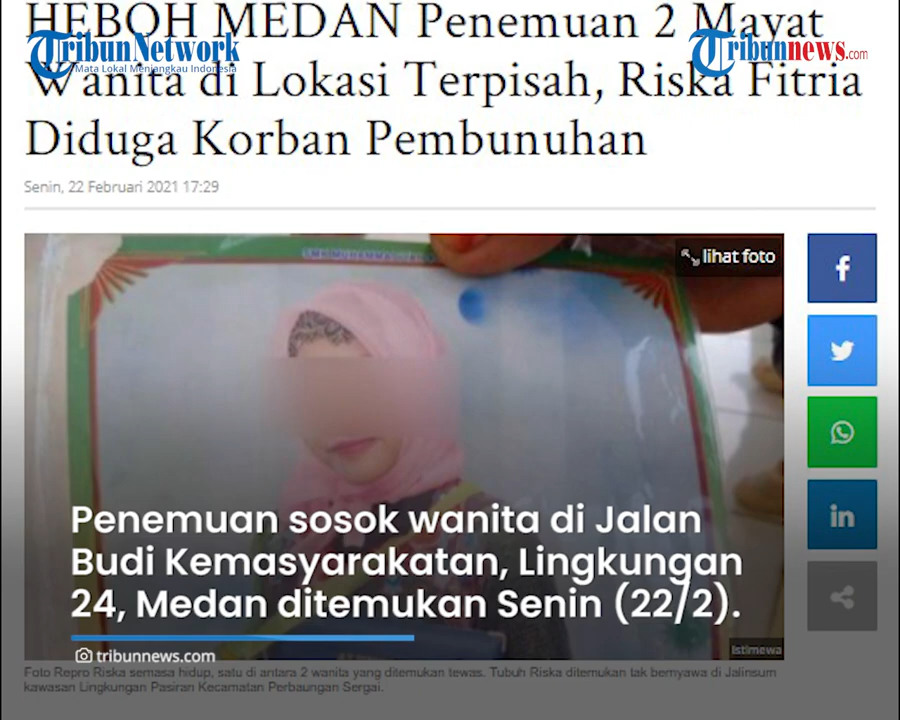 HEBOH MEDAN Penemuan 2 Mayat
Tribun Network
Mata Lokal Menjangkau Indonesia
Tribunnews.com
Wanita di Lokasi Terpisah, Riska Fitria
Diduga Korban Pembunuhan
Senin, 22 Februari 2021 17:29
lihat foto
Penemuan sosok wanita di Jalan
Budi Kemasyarakatan, Lingkungan
24, Medan ditemukan Senin (22/2).
tribunnews.com
Istimewa
Foto Repro Riska semasa hidup, satu di antara 2 wanita yang ditemukan tewas. Tubuh Riska ditemukan tak bernyawa di Jalinsum
kawasan Lingkungan Pasiran Kecamatan Perbaungan Sergai.